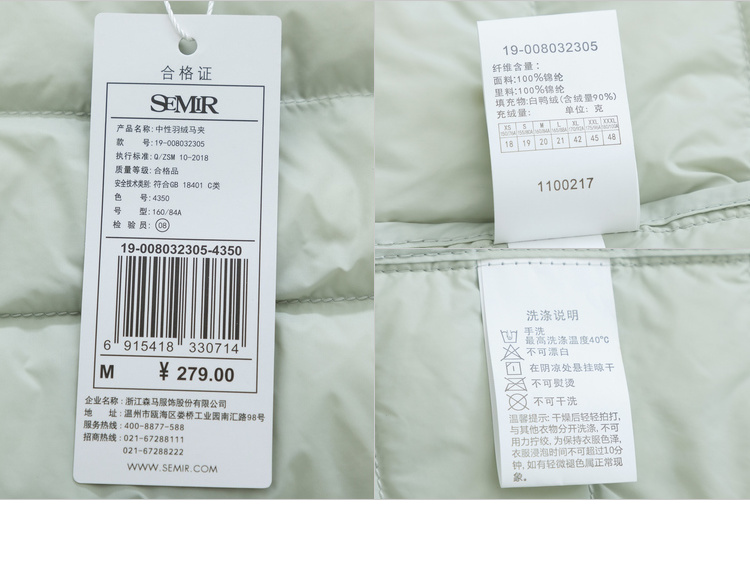 合格证
SEMIR
产品名称:中性羽绒马夹
款 号:19-008032305
执行标准:Q/ZSM 10-2018
质量等级:合格品
安全技术类别:符合GB 18401 C类
色 号:4350
号 型:160/84A
检 验 员:08
19-008032305-4350
6 915418 330714
M ¥ 279.00
企业名称:浙江森马服饰股份有限公司
地 址:温州市瓯海区娄桥工业园南汇路98号
服务热线:400-8877-588
招商热线:021-67288111
021-67288222
WWW.SEMIR.COM
19-008032305
纤维含量:
面料:100%锦纶
里料:100%锦纶
填充物:白鸭绒(含绒量90%)
充绒量: 单位:克
XS S M L XL XXL XXXL
18 19 20 21 42 45 48
1100217
洗涤说明
手洗
最高洗涤温度40℃
不可漂白
在阴凉处悬挂晾干
不可熨烫
不可干洗
温馨提示:干燥后轻轻拍打,
与其他衣物分开洗涤,不可
用力拧绞,为保持衣服色泽,
衣服浸泡时间不可超过10分
钟,如有轻微褪色属正常现
象。